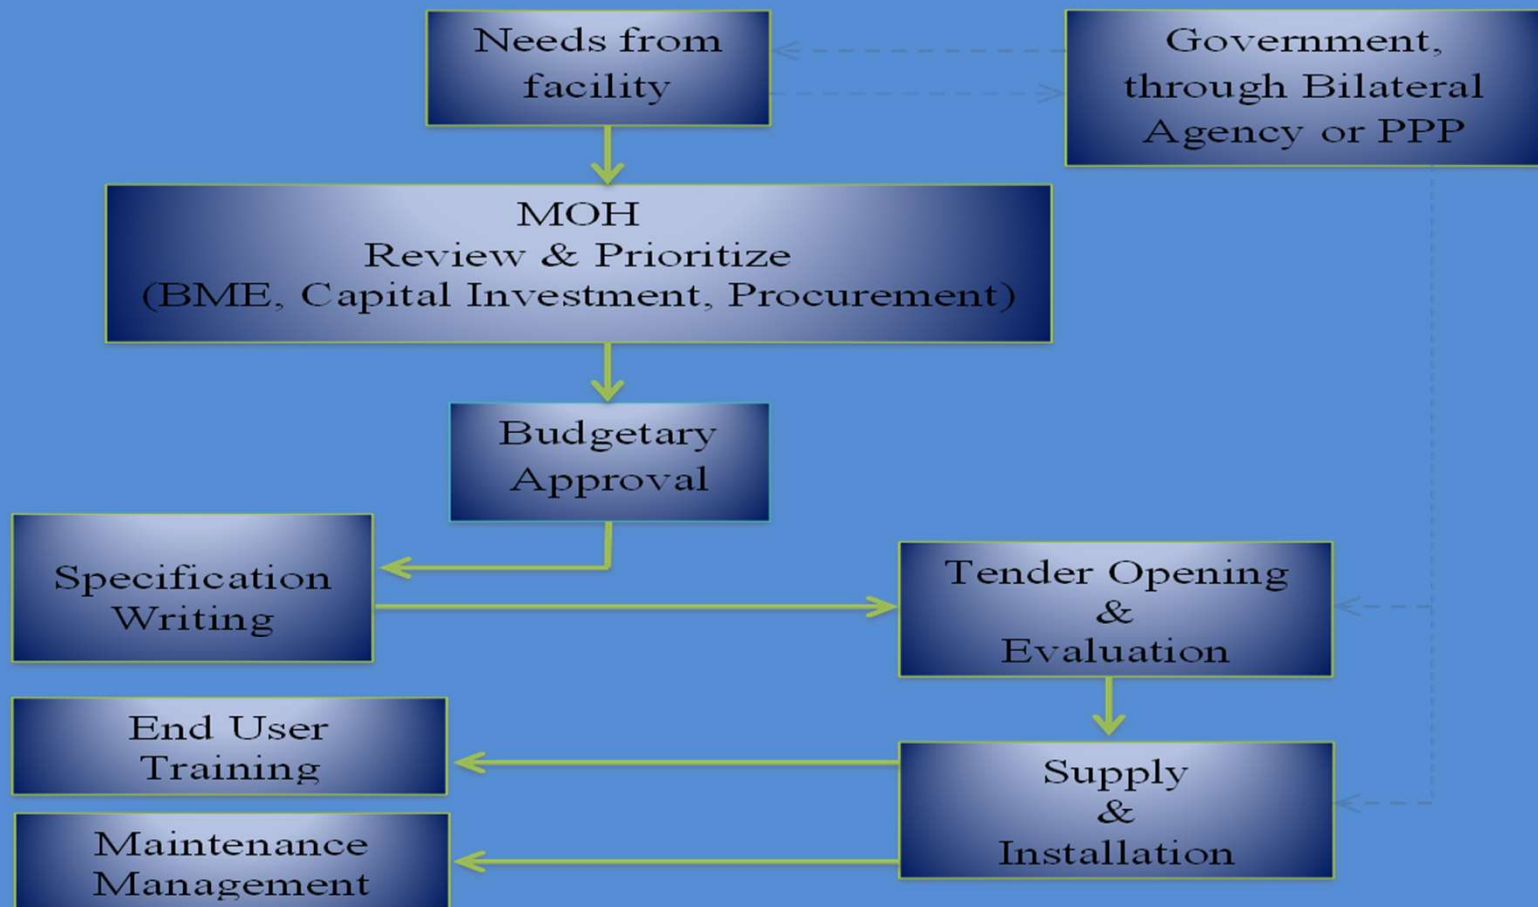 Needs from
facility
Government,
through Bilateral
Agency or PPP
MOH
Review & Prioritize
(BME, Capital Investment, Procurement)
Budgetary
Approval
Specification
Writing
Tender Opening
&
Evaluation
End User
Training
Supply
&
Installation
Maintenance
Management